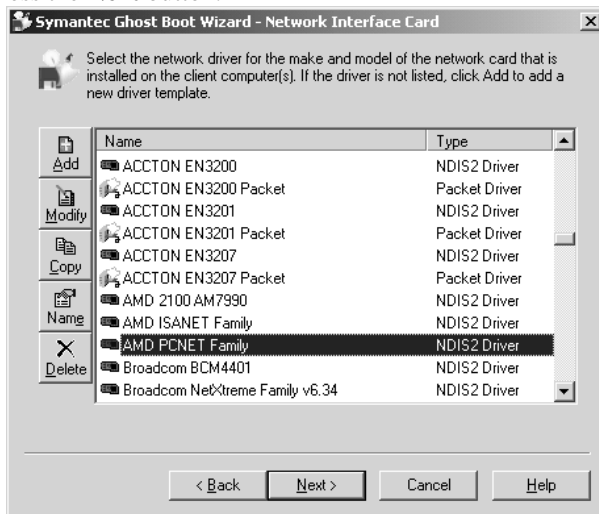 Symantec Ghost Boot Wizard - Network Interface Card
Select the network driver for the make and model of the network card that is
installed on the client computer(s). If the driver is not listed, click Add to add a
new driver template.
Add
Modify
Copy
Name
Delete
Name Type
ACCTON EN3200 NDIS2 Driver
ACCTON EN3200 Packet Packet Driver
ACCTON EN3201 NDIS2 Driver
ACCTON EN3201 Packet Packet Driver
ACCTON EN3207 NDIS2 Driver
ACCTON EN3207 Packet Packet Driver
AMD 2100 AM7990 NDIS2 Driver
AMD ISANET Family NDIS2 Driver
AMD PCNET Family NDIS2 Driver
Broadcom BCM4401 NDIS2 Driver
Broadcom NetXtreme Family v6.34 NDIS2 Driver
< Back Next > Cancel Help